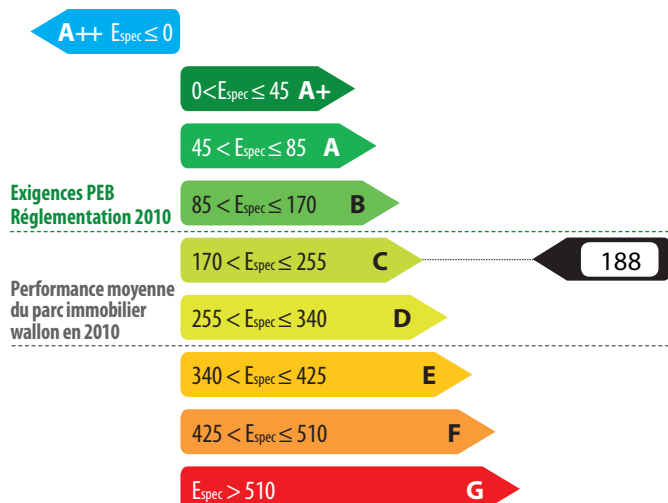 A++ Espec ≤ 0
0<Espec ≤ 45 A+
45 < Espec ≤ 85 A
Exigences PEB
Réglementation 2010
85 < Espec ≤ 170 B
170 < Espec ≤ 255 C
188
Performance moyenne
du parc immobilier
wallon en 2010
255 < Espec ≤ 340 D
340 < Espec ≤ 425 E
425 < Espec ≤ 510 F
Espec > 510 G